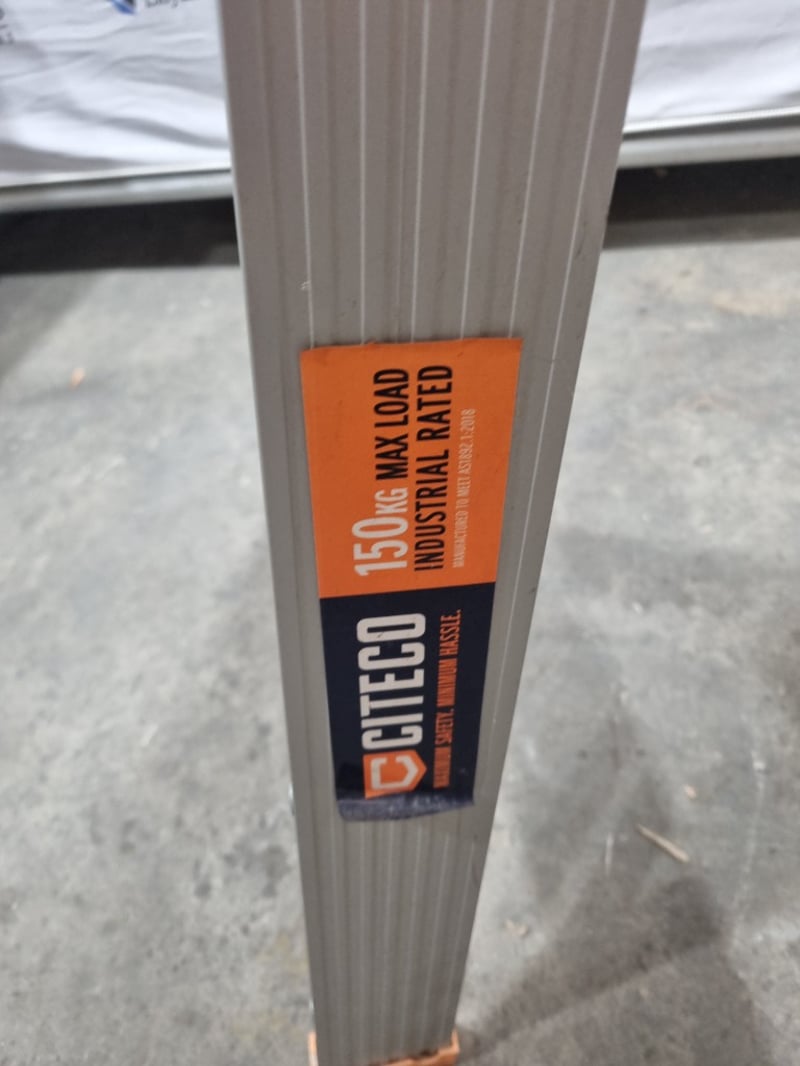 CITECO
MAXIMUM SAFETY. MINIMUM HASSLE.
150KG MAX LOAD
INDUSTRIAL RATED
MANUFACTURED TO MEET AS1892.1:2018